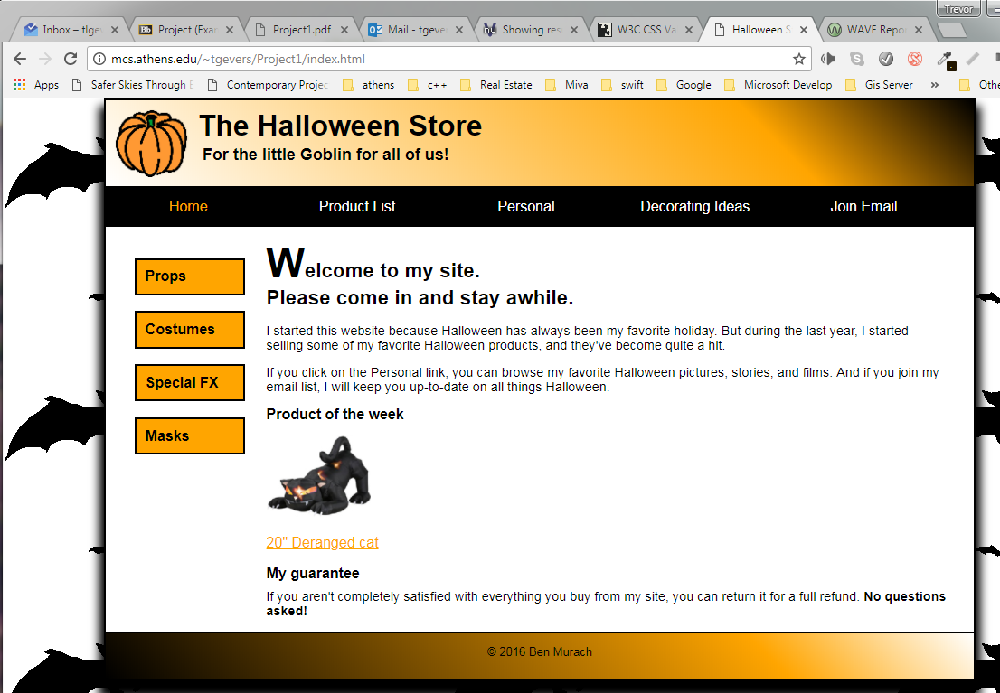 Trevor
Inbox – tlge
Project (Exar
Project1.pdf
Mail - tgever
Showing res
W3C CSS Va
Halloween S
WAVE Repo
mcs.athens.edu/~tgevers/Project1/index.html
Apps
Safer Skies Through E
Contemporary Projec
athens
c++
Real Estate
Miva
swift
Google
Microsoft Develop
Gis Server
»
Othe
The Halloween Store
For the little Goblin for all of us!
Home
Product List
Personal
Decorating Ideas
Join Email
Props
Costumes
Special FX
Masks
Welcome to my site.
Please come in and stay awhile.
I started this website because Halloween has always been my favorite holiday. But during the last year, I started
selling some of my favorite Halloween products, and they've become quite a hit.
If you click on the Personal link, you can browse my favorite Halloween pictures, stories, and films. And if you join my
email list, I will keep you up-to-date on all things Halloween.
Product of the week
20" Deranged cat
My guarantee
If you aren't completely satisfied with everything you buy from my site, you can return it for a full refund. No questions
asked!
© 2016 Ben Murach